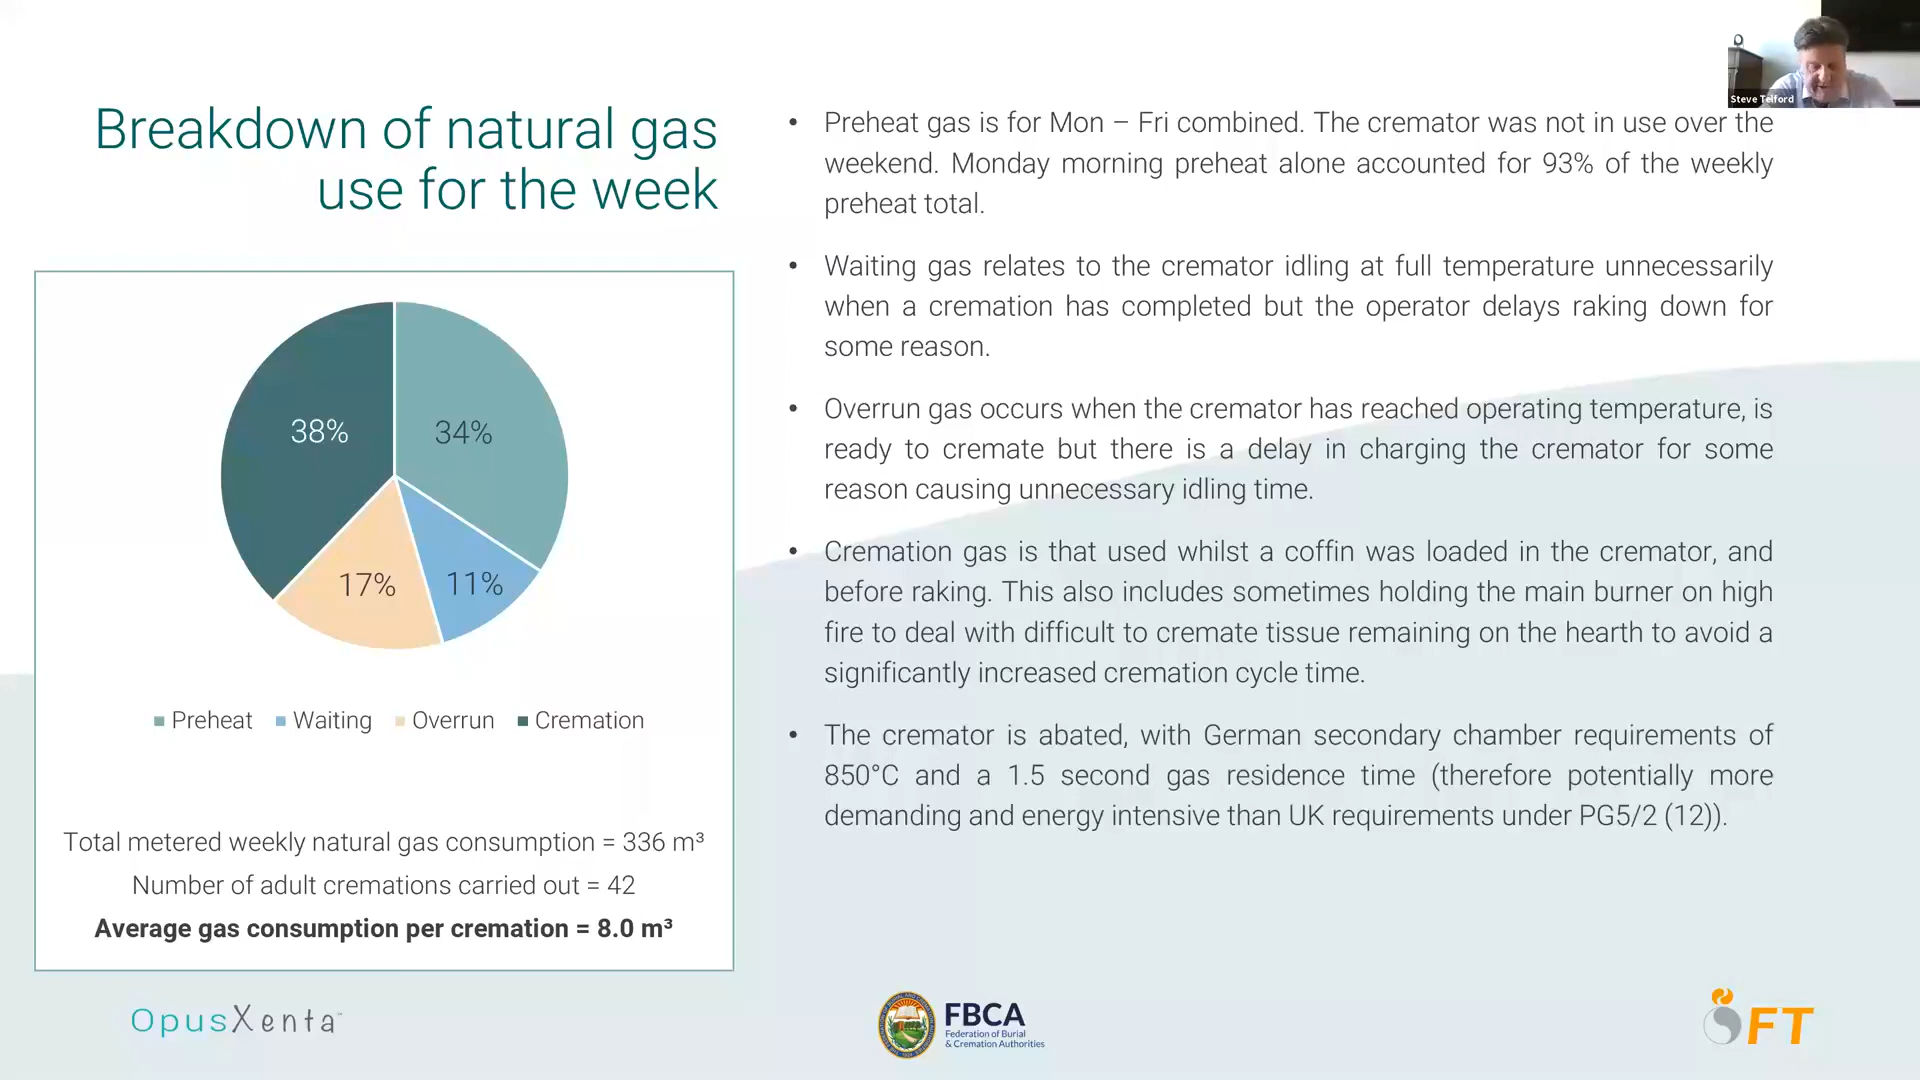 Steve Telford
Breakdown of natural gas
use for the week
38%
34%
17%
11%
Preheat Waiting Overrun Cremation
Total metered weekly natural gas consumption = 336 m³
Number of adult cremations carried out = 42
Average gas consumption per cremation = 8.0 m³
• Preheat gas is for Mon – Fri combined. The cremator was not in use over the
weekend. Monday morning preheat alone accounted for 93% of the weekly
preheat total.
• Waiting gas relates to the cremator idling at full temperature unnecessarily
when a cremation has completed but the operator delays raking down for
some reason.
• Overrun gas occurs when the cremator has reached operating temperature, is
ready to cremate but there is a delay in charging the cremator for some
reason causing unnecessary idling time.
• Cremation gas is that used whilst a coffin was loaded in the cremator, and
before raking. This also includes sometimes holding the main burner on high
fire to deal with difficult to cremate tissue remaining on the hearth to avoid a
significantly increased cremation cycle time.
• The cremator is abated, with German secondary chamber requirements of
850°C and a 1.5 second gas residence time (therefore potentially more
demanding and energy intensive than UK requirements under PG5/2 (12)).
OpusXenta
FBCA
Federation of Burial
& Cremation Authorities
FT